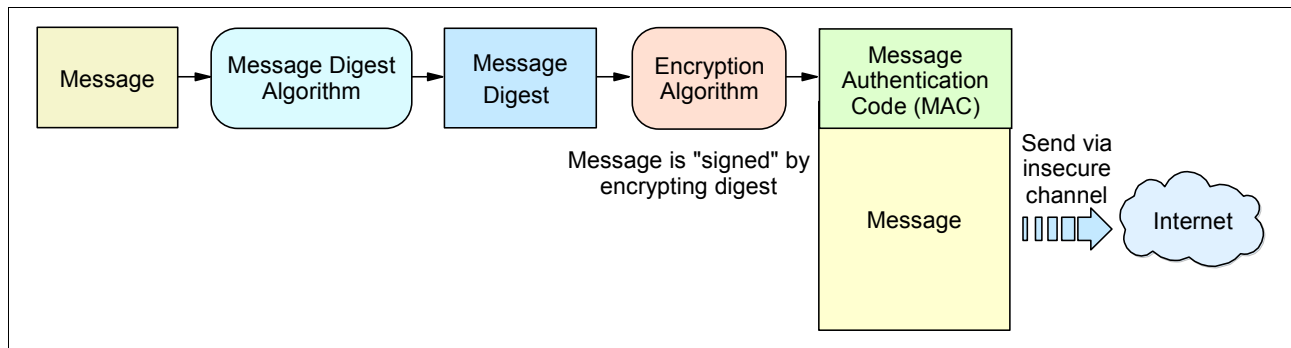 Message
Message Digest
Algorithm
Message
Digest
Encryption
Algorithm
Message
Authentication
Code (MAC)
Message is "signed" by
encrypting digest
Message
Send via
insecure
channel
Internet